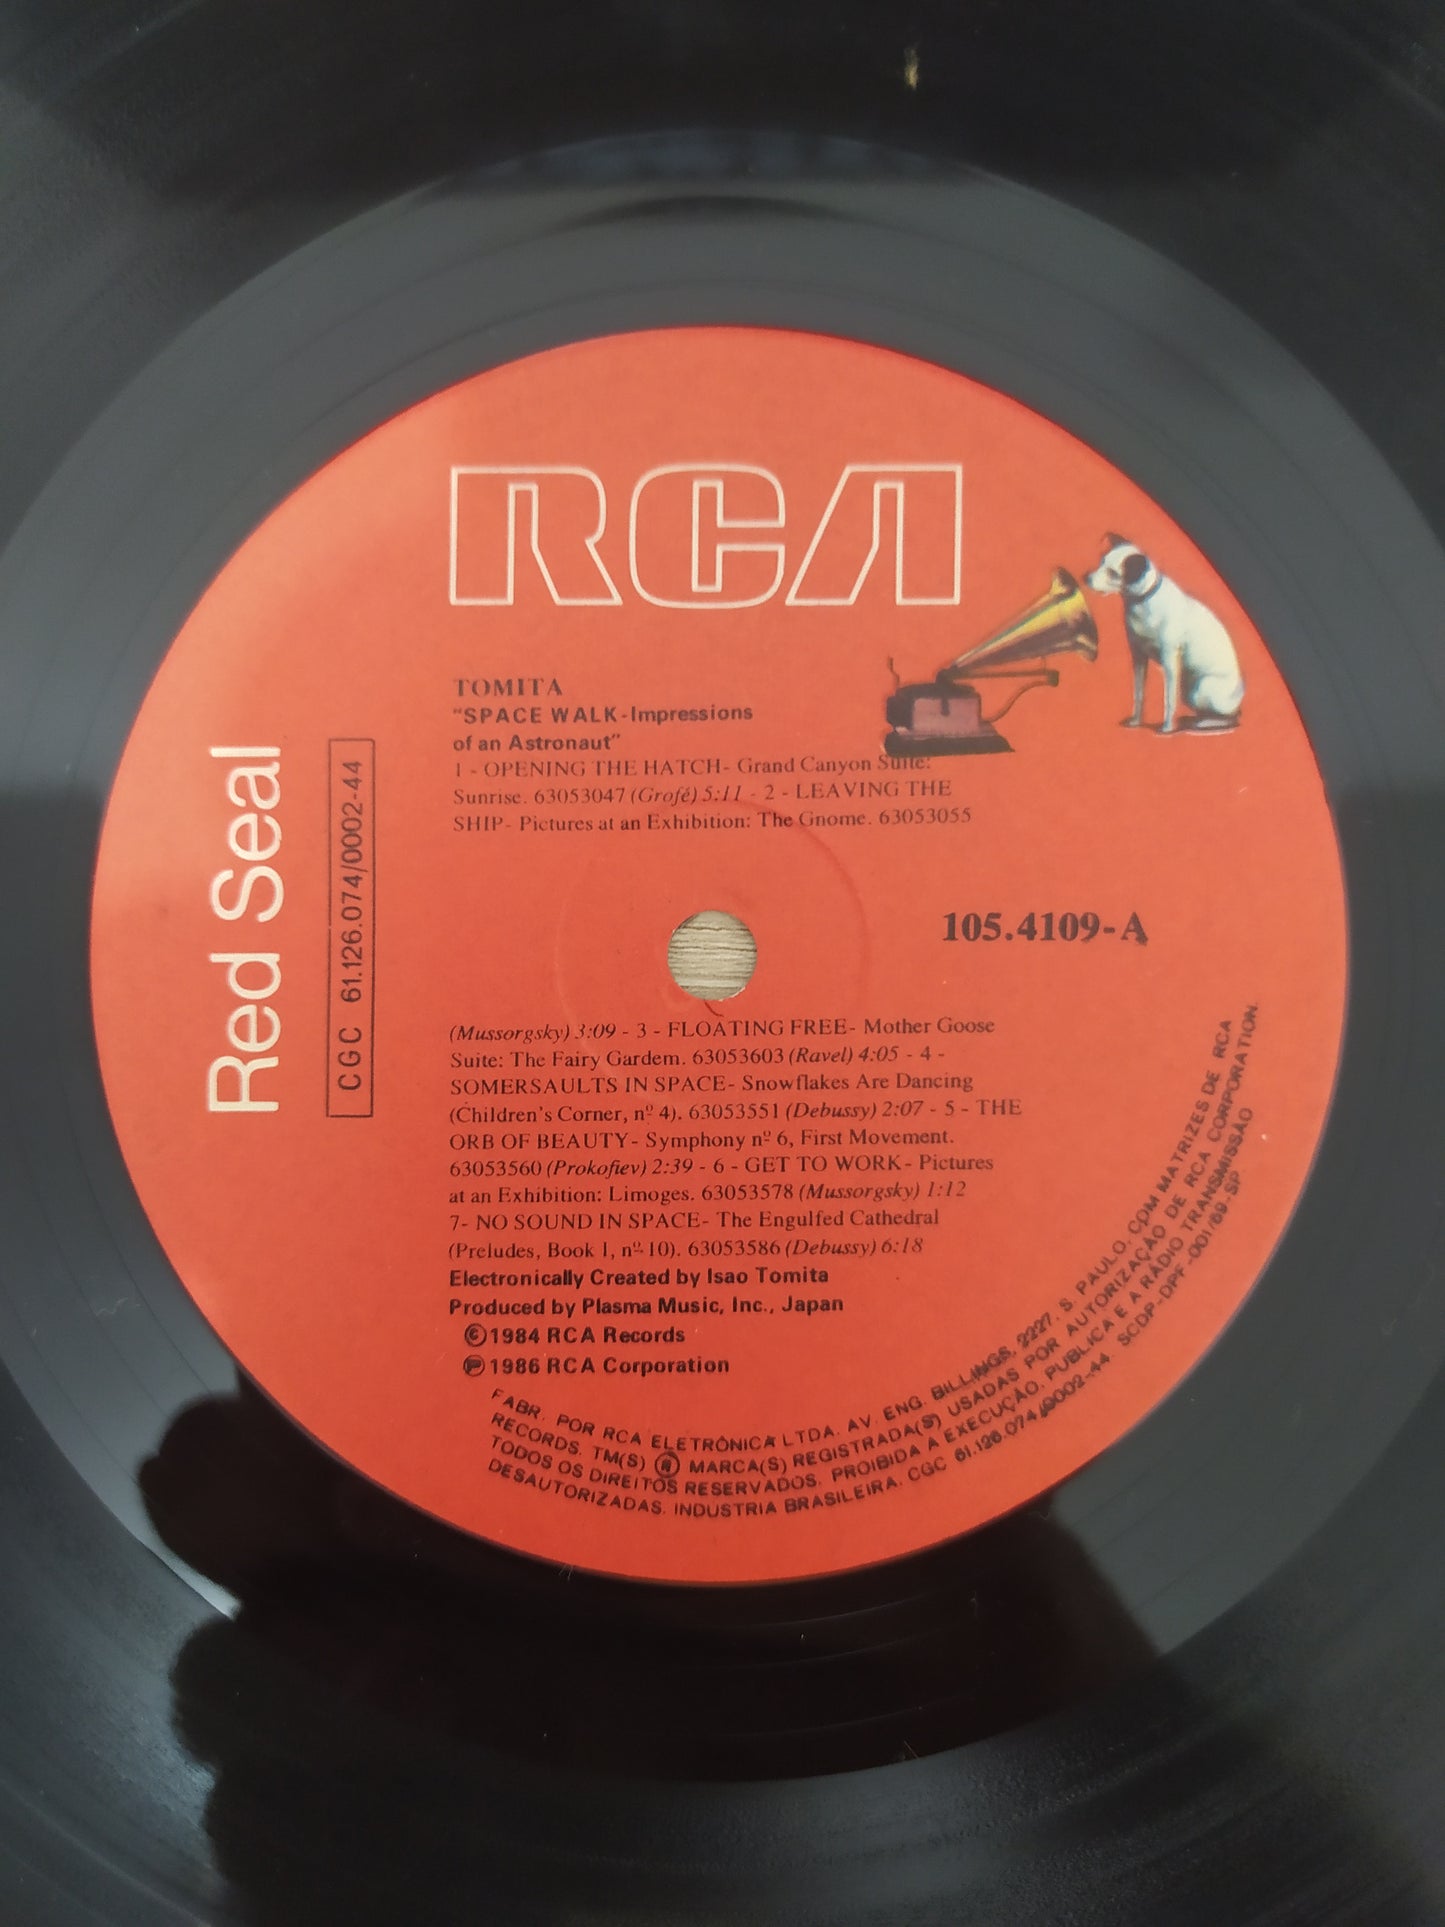 RCA
TOMITA
"SPACE WALK-Impressions
of an Astronaut"
1 - OPENING THE HATCH- Grand Canyon Suite:
Sunrise. 63053047 (Grofé) 5:11 - 2 - LEAVING THE
SHIP- Pictures at an Exhibition: The Gnome. 63053055
Red Seal
CGC 61.126.074/0002-44
105.4109-A
(Mussorgsky) 3:09 - 3 - FLOATING FREE- Mother Goose
Suite: The Fairy Gardem. 63053603 (Ravel) 4:05 - 4 -
SOMERSAULTS IN SPACE- Snowflakes Are Dancing
(Children's Corner, nº 4). 63053551 (Debussy) 2:07 - 5 - THE
ORB OF BEAUTY- Symphony nº 6, First Movement.
63053560 (Prokofiev) 2:39 - 6 - GET TO WORK- Pictures
at an Exhibition: Limoges. 63053578 (Mussorgsky) 1:12
7- NO SOUND IN SPACE- The Engulfed Cathedral
(Preludes, Book 1, nº 10). 63053586 (Debussy) 6:18
Electronically Created by Isao Tomita
Produced by Plasma Music, Inc., Japan
©1984 RCA Records
℗1986 RCA Corporation
FABR. POR RCA ELETRÔNICA LTDA. AV. ENG. BILLINGS, 2227, S. PAULO, COM MATRIZES DE RCA
RECORDS. TM(S) ® MARCA(S) REGISTRADA(S) USADAS POR AUTORIZAÇÃO DE RCA CORPORATION.
TODOS OS DIREITOS RESERVADOS. PROIBIDA A EXECUÇÃO, PUBLICA E A RÁDIO TRANSMISSÃO
DESAUTORIZADAS. INDUSTRIA BRASILEIRA. CGC 61.126.074/0002-44 SCDP-DPF-001/69-SP